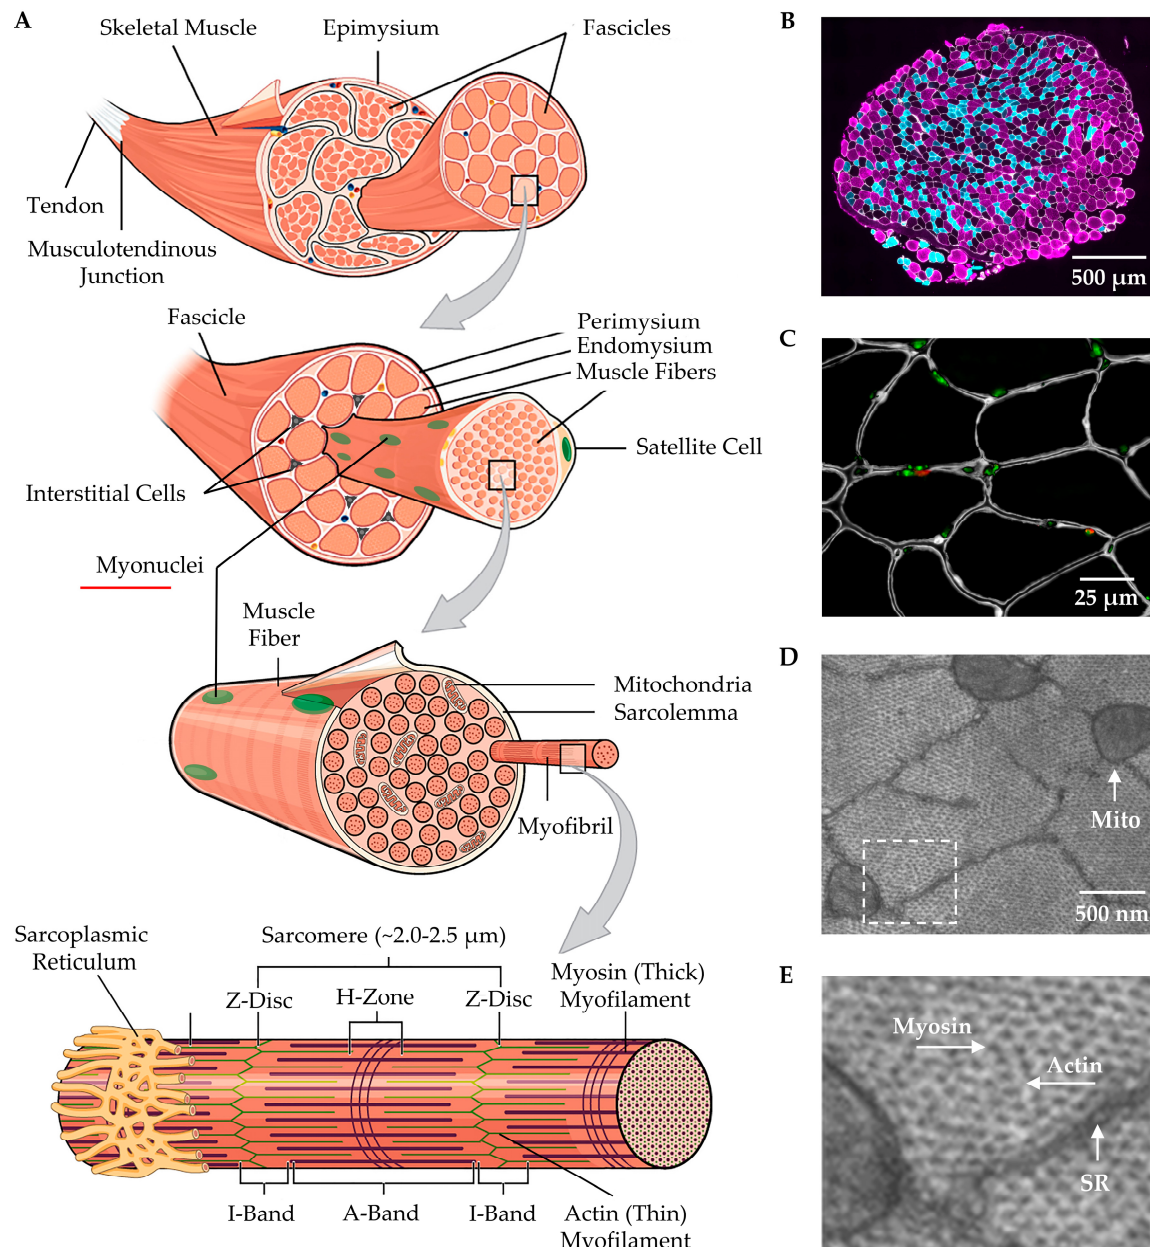 A
Skeletal Muscle
Epimysium
Fascicles
Tendon
Musculotendinous
Junction
Fascicle
Perimysium
Endomysium
Muscle Fibers
Satellite Cell
Interstitial Cells
Myonuclei
Muscle
Fiber
Mitochondria
Sarcolemma
Myofibril
Sarcoplasmic
Reticulum
Sarcomere (~2.0-2.5 μm)
Z-Disc
H-Zone
Z-Disc
Myosin (Thick)
Myofilament
I-Band
A-Band
I-Band
Actin (Thin)
Myofilament
B
500 μm
C
25 μm
D
Mito
500 nm
E
Myosin
Actin
SR